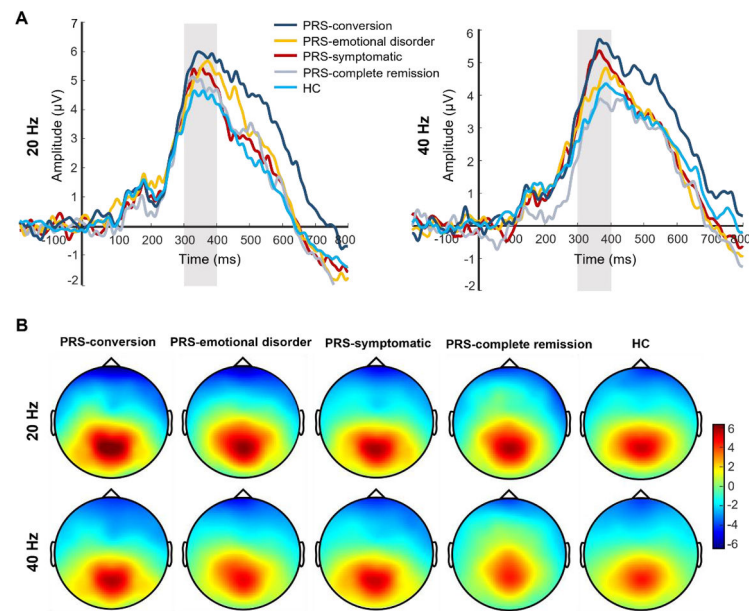 A
20 Hz
Amplitude (µV)
7
6
5
4
3
2
1
0
-1
-2
-100
100
200
300
400
500
600
700
800
Time (ms)
PRS-conversion
PRS-emotional disorder
PRS-symptomatic
PRS-complete remission
HC
40 Hz
Amplitude (µV)
6
5
4
3
2
1
0
-1
-2
-100
100
200
300
400
500
600
700
800
Time (ms)
B
PRS-conversion PRS-emotional disorder PRS-symptomatic PRS-complete remission HC
20 Hz
40 Hz
6
4
2
0
-2
-4
-6